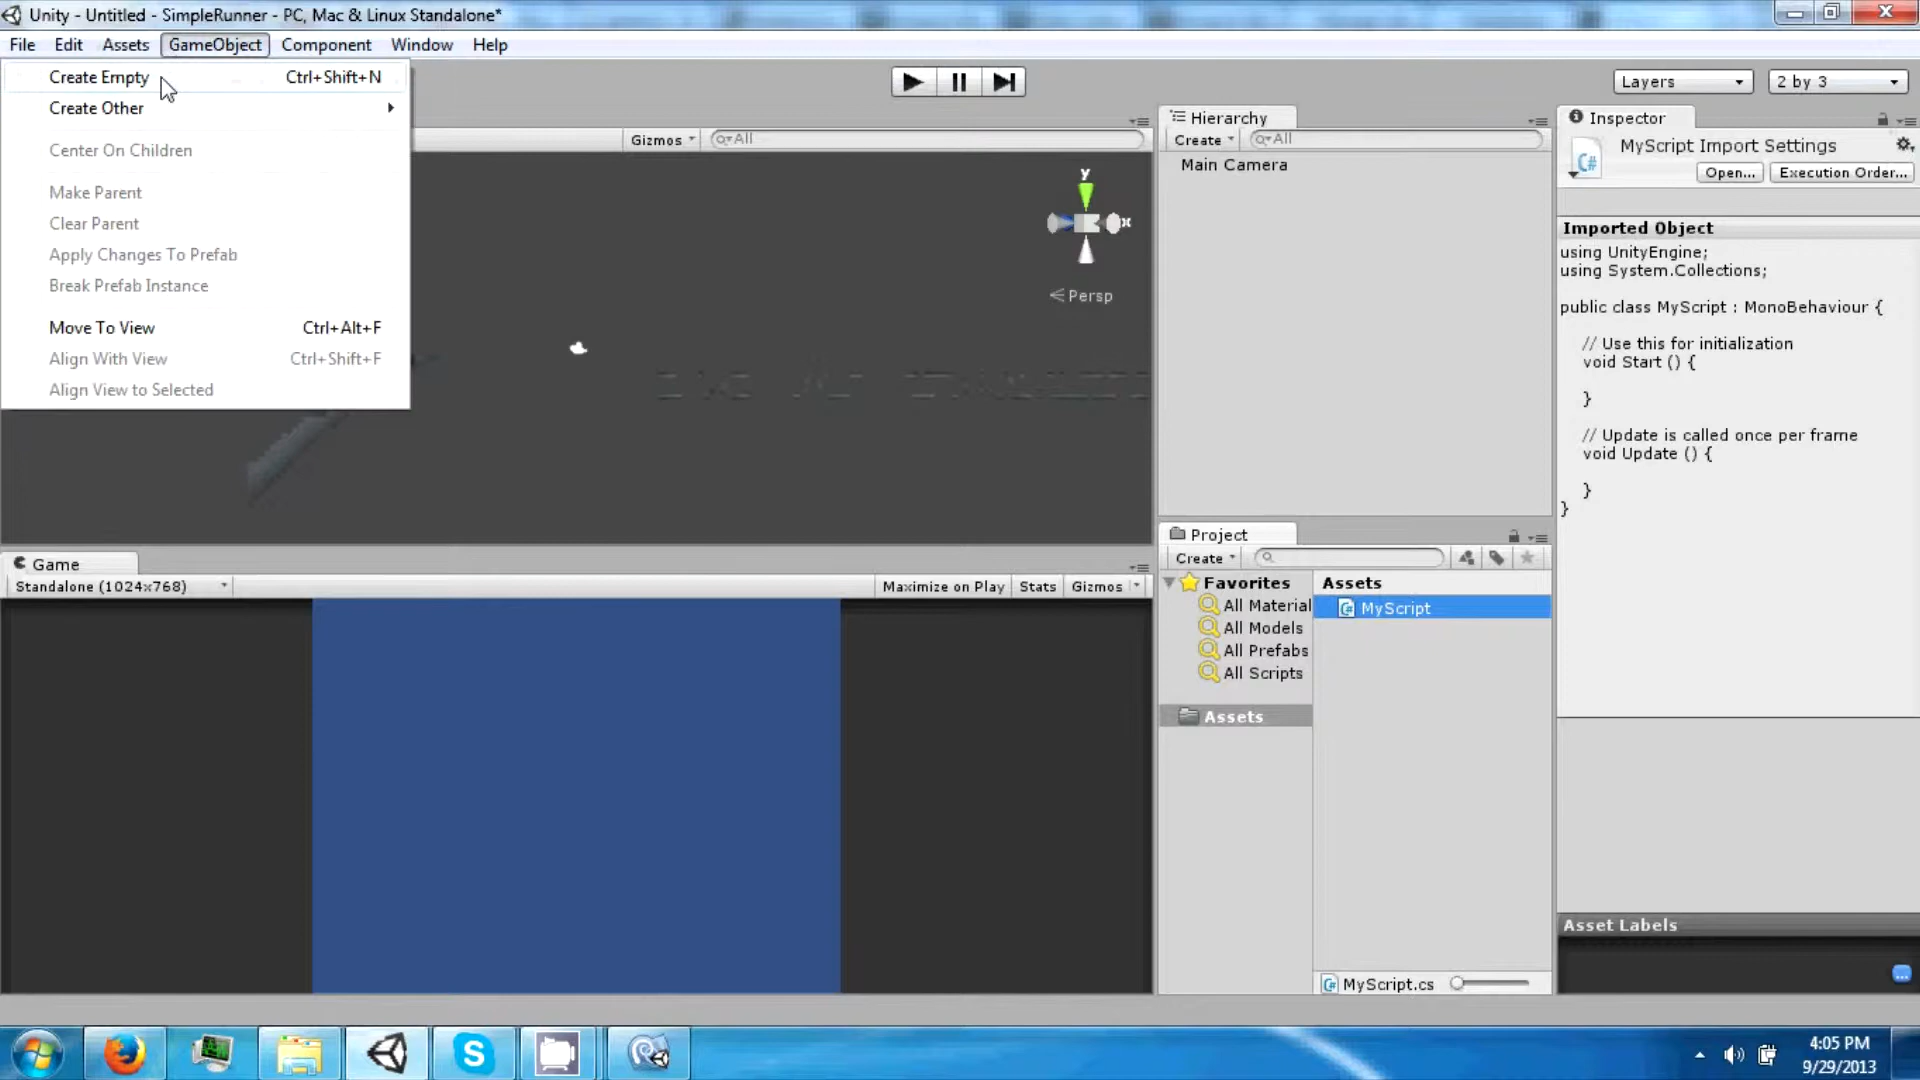 Unity - Untitled - SimpleRunner - PC, Mac & Linux Standalone*
File Edit Assets GameObject Component Window Help
Create Empty Ctrl+Shift+N
Create Other
Center On Children
Make Parent
Clear Parent
Apply Changes To Prefab
Break Prefab Instance
Move To View Ctrl+Alt+F
Align With View Ctrl+Shift+F
Align View to Selected
Layers
2 by 3
Gizmos
All
y
x
Persp
Hierarchy
Create
All
Main Camera
Inspector
MyScript Import Settings
C#
Open...
Execution Order...
Imported Object
using UnityEngine;
using System.Collections;
public class MyScript : MonoBehaviour {
// Use this for initialization
void Start () {
}
// Update is called once per frame
void Update () {
}
}
Game
Standalone (1024x768)
Maximize on Play
Stats
Gizmos
Project
Create
Favorites
All Material
All Models
All Prefabs
All Scripts
Assets
Assets
MyScript
MyScript.cs
Asset Labels
4:05 PM
9/29/2013